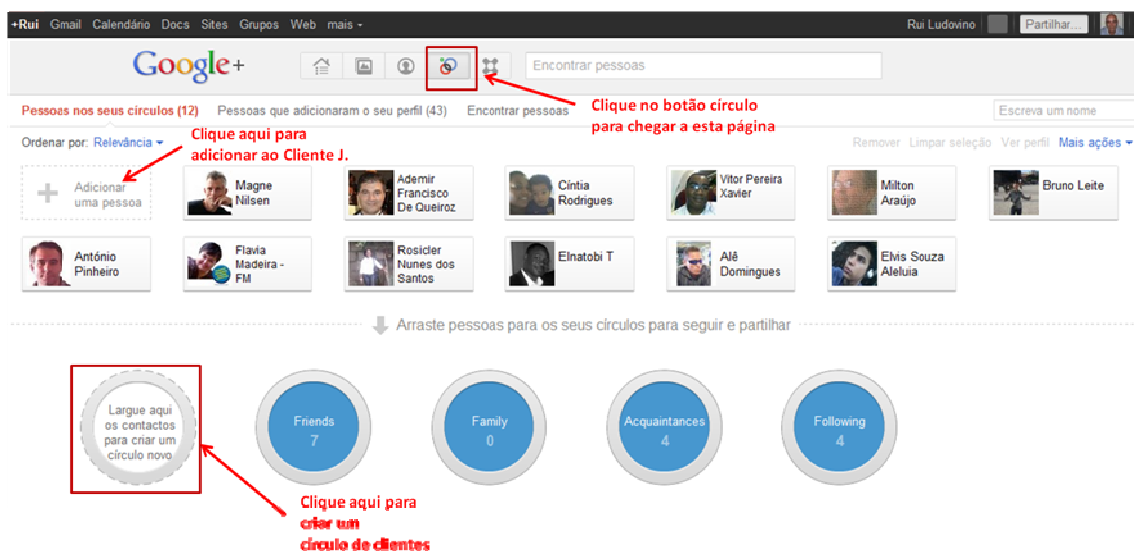 +Rui Gmail Calendário Docs Sites Grupos Web mais
Rui Ludovino Partilhar...
Google+
Encontrar pessoas
Pessoas nos seus círculos (12) Pessoas que adicionaram o seu perfil (43) Encontrar pessoas
Clique no botão círculo
para chegar a esta página
Escreva um nome
Clique aqui para
adicionar ao Cliente J.
Ordenar por: Relevância
Remover Limpar seleção Ver perfil Mais ações
Adicionar
uma pessoa
Magne
Nilsen
Ademir
Francisco
De Queiroz
Cíntia
Rodrigues
Vitor Pereira
Xavier
Milton
Araújo
Bruno Leite
António
Pinheiro
Flavia
Madeira -
FM
Rosicler
Nunes dos
Santos
Elnatobi T
Alê
Domingues
Elvis Souza
Aleluia
Arraste pessoas para os seus círculos para seguir e partilhar
Largue aqui
os contactos
para criar um
círculo novo
Friends
7
Family
0
Acquaintances
4
Following
4
Clique aqui para
criar um
círculo de clientes